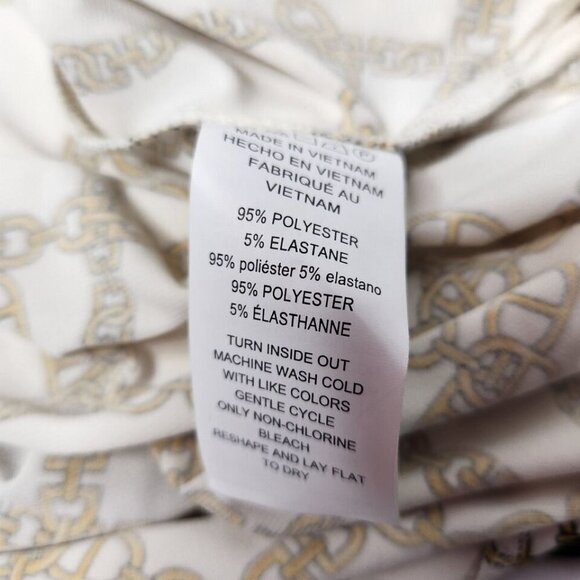 MADE IN VIETNAM
HECHO EN VIETNAM
FABRIQUÉ AU
VIETNAM
95% POLYESTER
5% ELASTANE
95% poliéster 5% elastano
95% POLYESTER
5% ÉLASTHANNE
TURN INSIDE OUT
MACHINE WASH COLD
WITH LIKE COLORS
GENTLE CYCLE
ONLY NON-CHLORINE
BLEACH
RESHAPE AND LAY FLAT
TO DRY